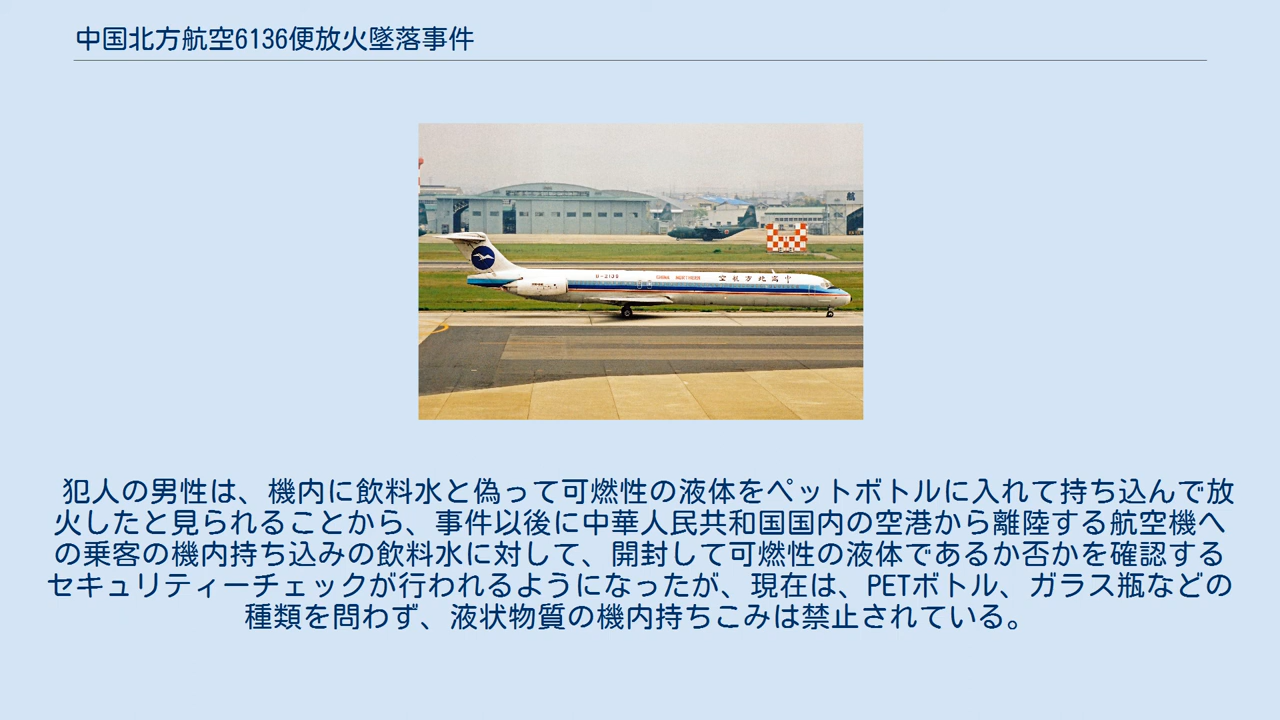 中国北方航空6136便放火墜落事件
航
B-2138
CHINA NORTHERN
空航方北國中
犯人の男性は、機内に飲料水と偽って可燃性の液体をペットボトルに入れて持ち込んで放
火したと見られることから、事件以後に中華人民共和国国内の空港から離陸する航空機へ
の乗客の機内持ち込みの飲料水に対して、開封して可燃性の液体であるか否かを確認する
セキュリティーチェックが行われるようになったが、現在は、PETボトル、ガラス瓶などの
種類を問わず、液状物質の機内持ちこみは禁止されている。